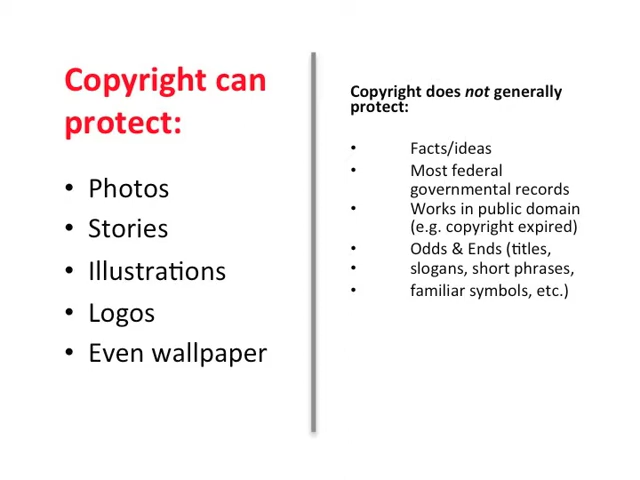 Copyright can
protect:
• Photos
• Stories
• Illustrations
• Logos
• Even wallpaper
Copyright does not generally
protect:
• Facts/ideas
• Most federal
governmental records
• Works in public domain
(e.g. copyright expired)
• Odds & Ends (titles,
• slogans, short phrases,
• familiar symbols, etc.)